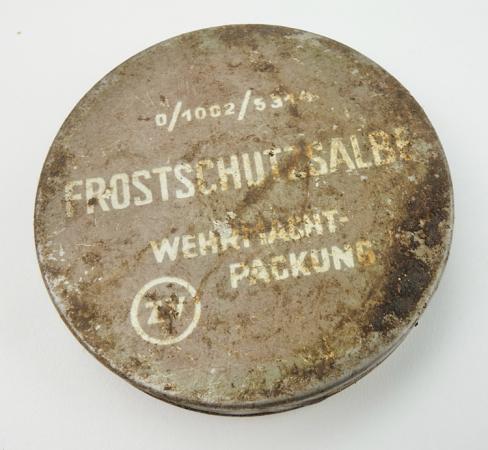 0/1002/5314
FROSTSCHUTZSALBE
WEHRMACHT-
PACKUNG